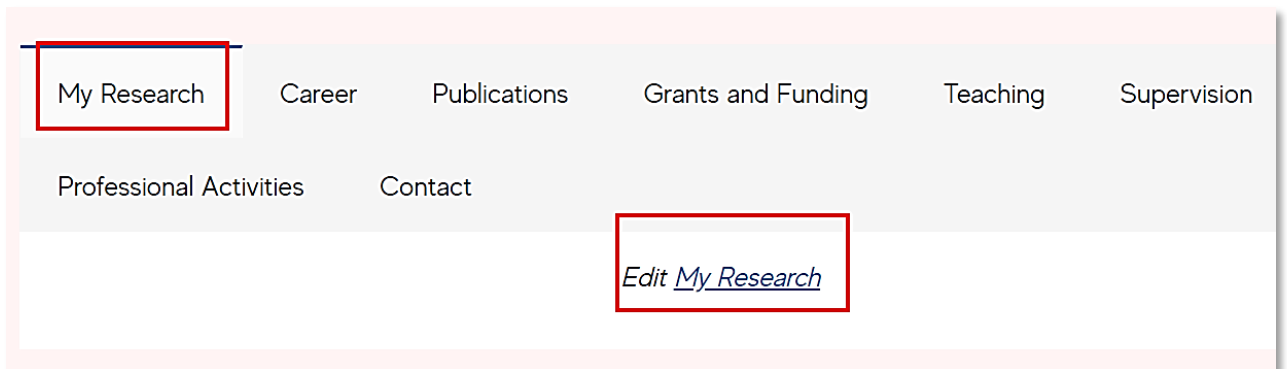 My Research Career Publications Grants and Funding Teaching Supervision
Professional Activities Contact
Edit My Research